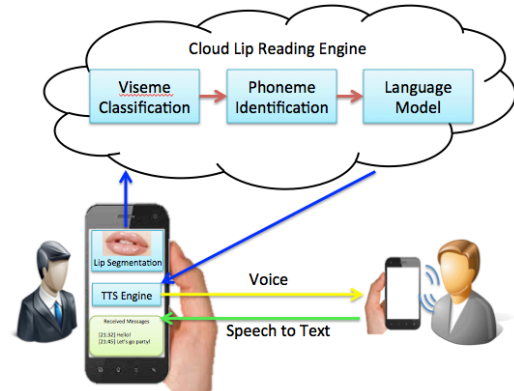 Cloud Lip Reading Engine
Viseme
Classification
Phoneme
Identification
Language
Model
Lip Segmentation
TTS Engine
Received Messages
[21:32] Hello!
[21:45] Let's go party!
Voice
Speech to Text